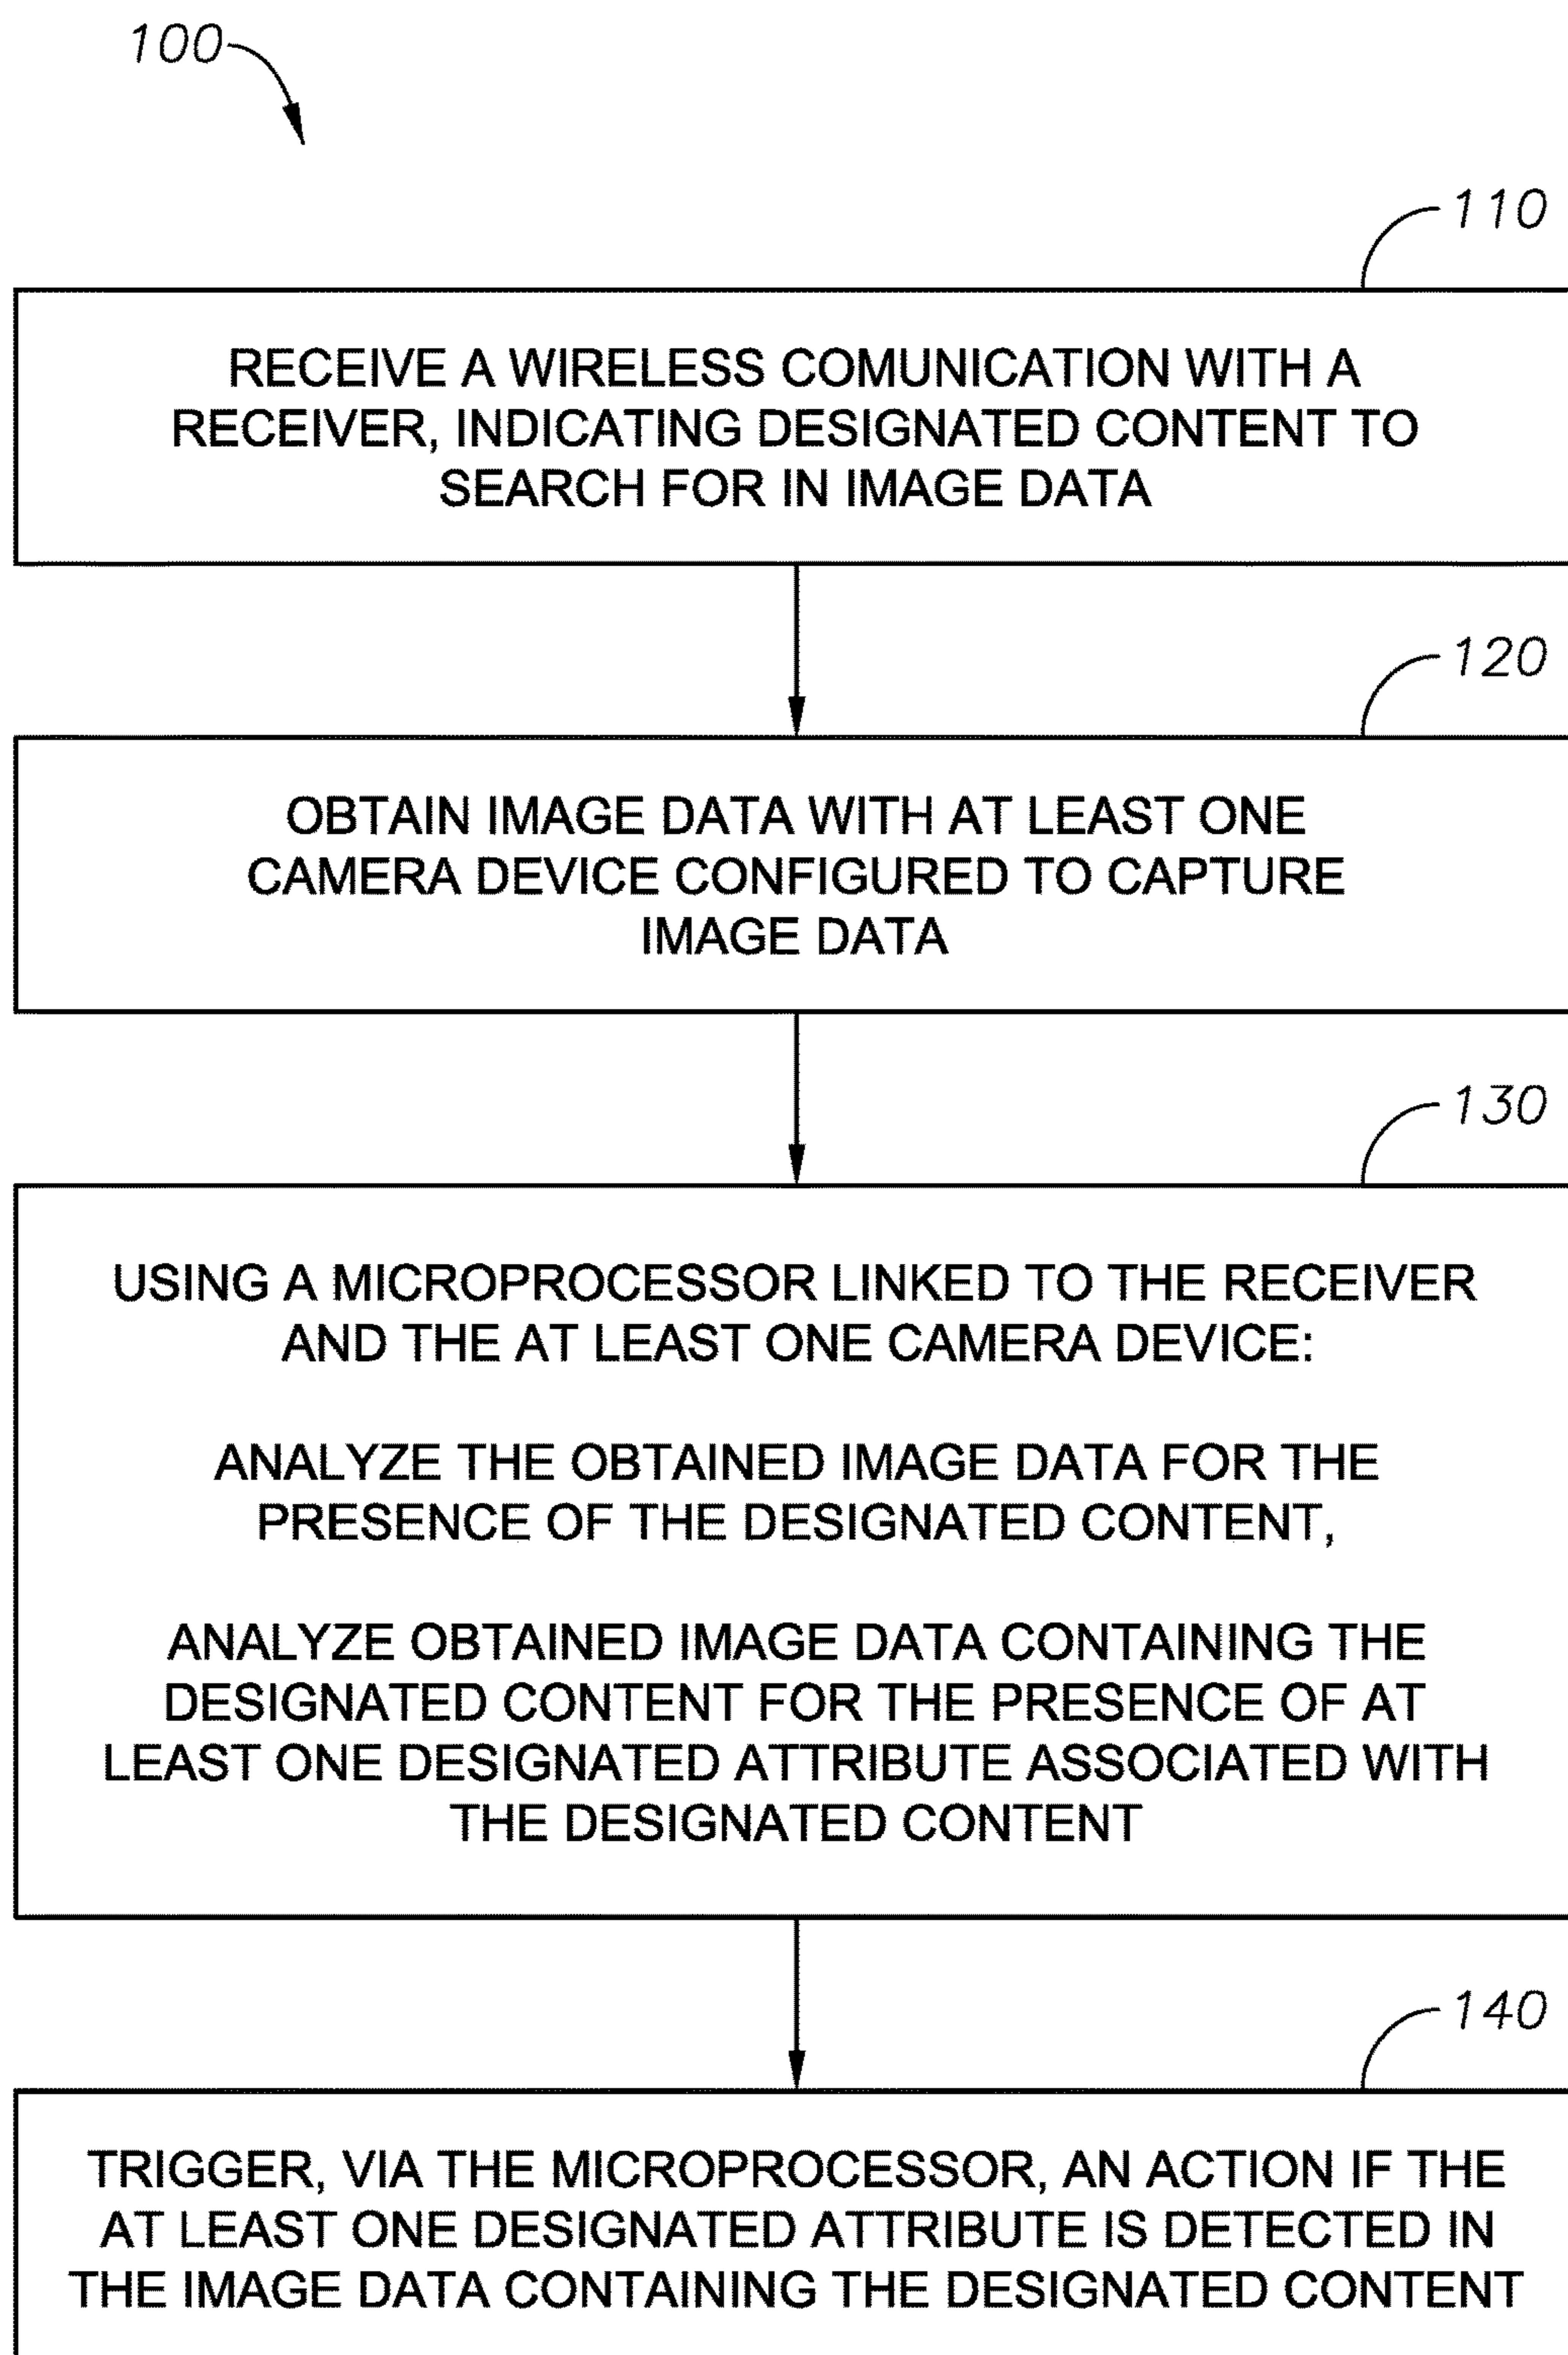 100
110
RECEIVE A WIRELESS COMUNICATION WITH A
RECEIVER, INDICATING DESIGNATED CONTENT TO
SEARCH FOR IN IMAGE DATA
120
OBTAIN IMAGE DATA WITH AT LEAST ONE
CAMERA DEVICE CONFIGURED TO CAPTURE
IMAGE DATA
130
USING A MICROPROCESSOR LINKED TO THE RECEIVER
AND THE AT LEAST ONE CAMERA DEVICE:
ANALYZE THE OBTAINED IMAGE DATA FOR THE
PRESENCE OF THE DESIGNATED CONTENT,
ANALYZE OBTAINED IMAGE DATA CONTAINING THE
DESIGNATED CONTENT FOR THE PRESENCE OF AT
LEAST ONE DESIGNATED ATTRIBUTE ASSOCIATED WITH
THE DESIGNATED CONTENT
140
TRIGGER, VIA THE MICROPROCESSOR, AN ACTION IF THE
AT LEAST ONE DESIGNATED ATTRIBUTE IS DETECTED IN
THE IMAGE DATA CONTAINING THE DESIGNATED CONTENT